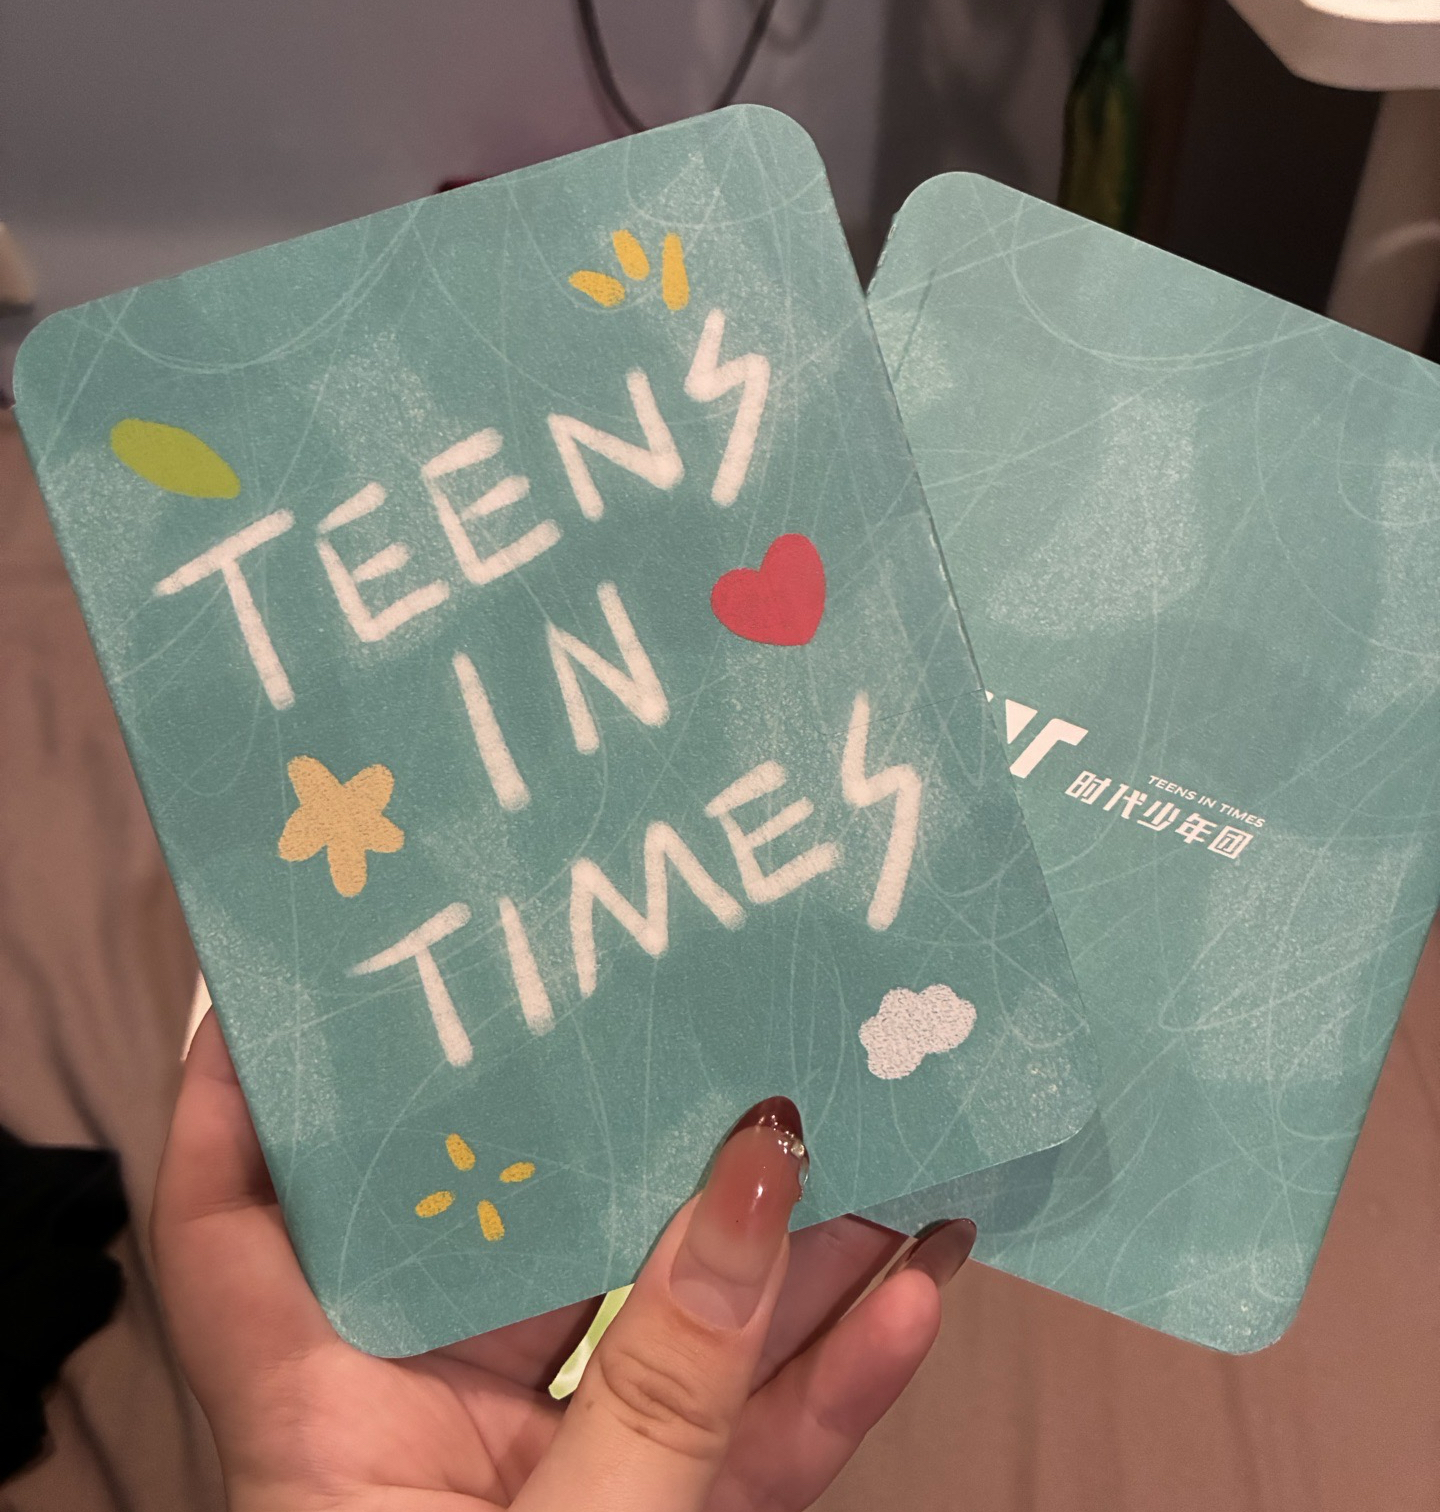 TEENS
IN
TIMES
TEENS IN TIMES
时代少年团